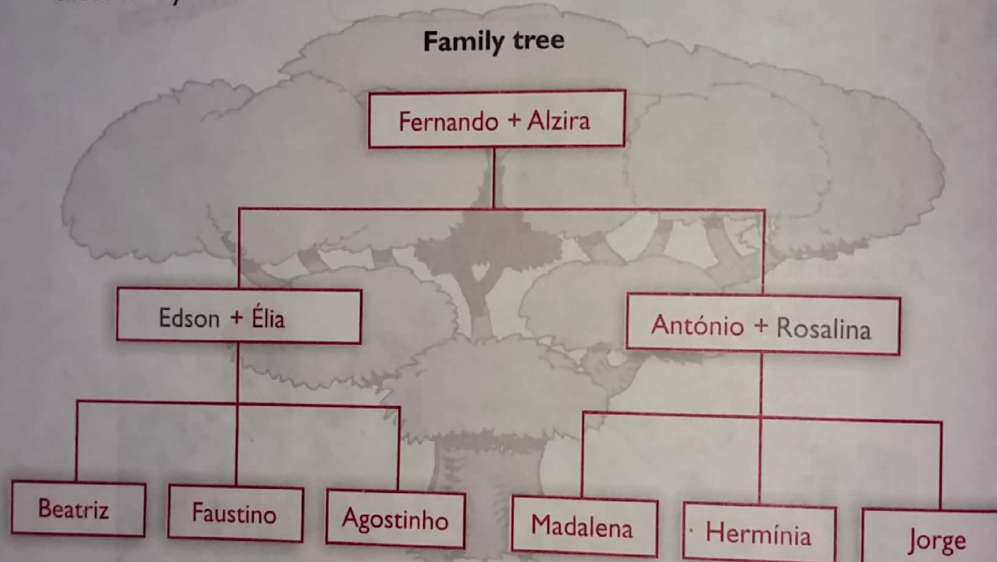 Family tree
Fernando + Alzira
Edson + Élia
António + Rosalina
Beatriz
Faustino
Agostinho
Madalena
Hermínia
Jorge